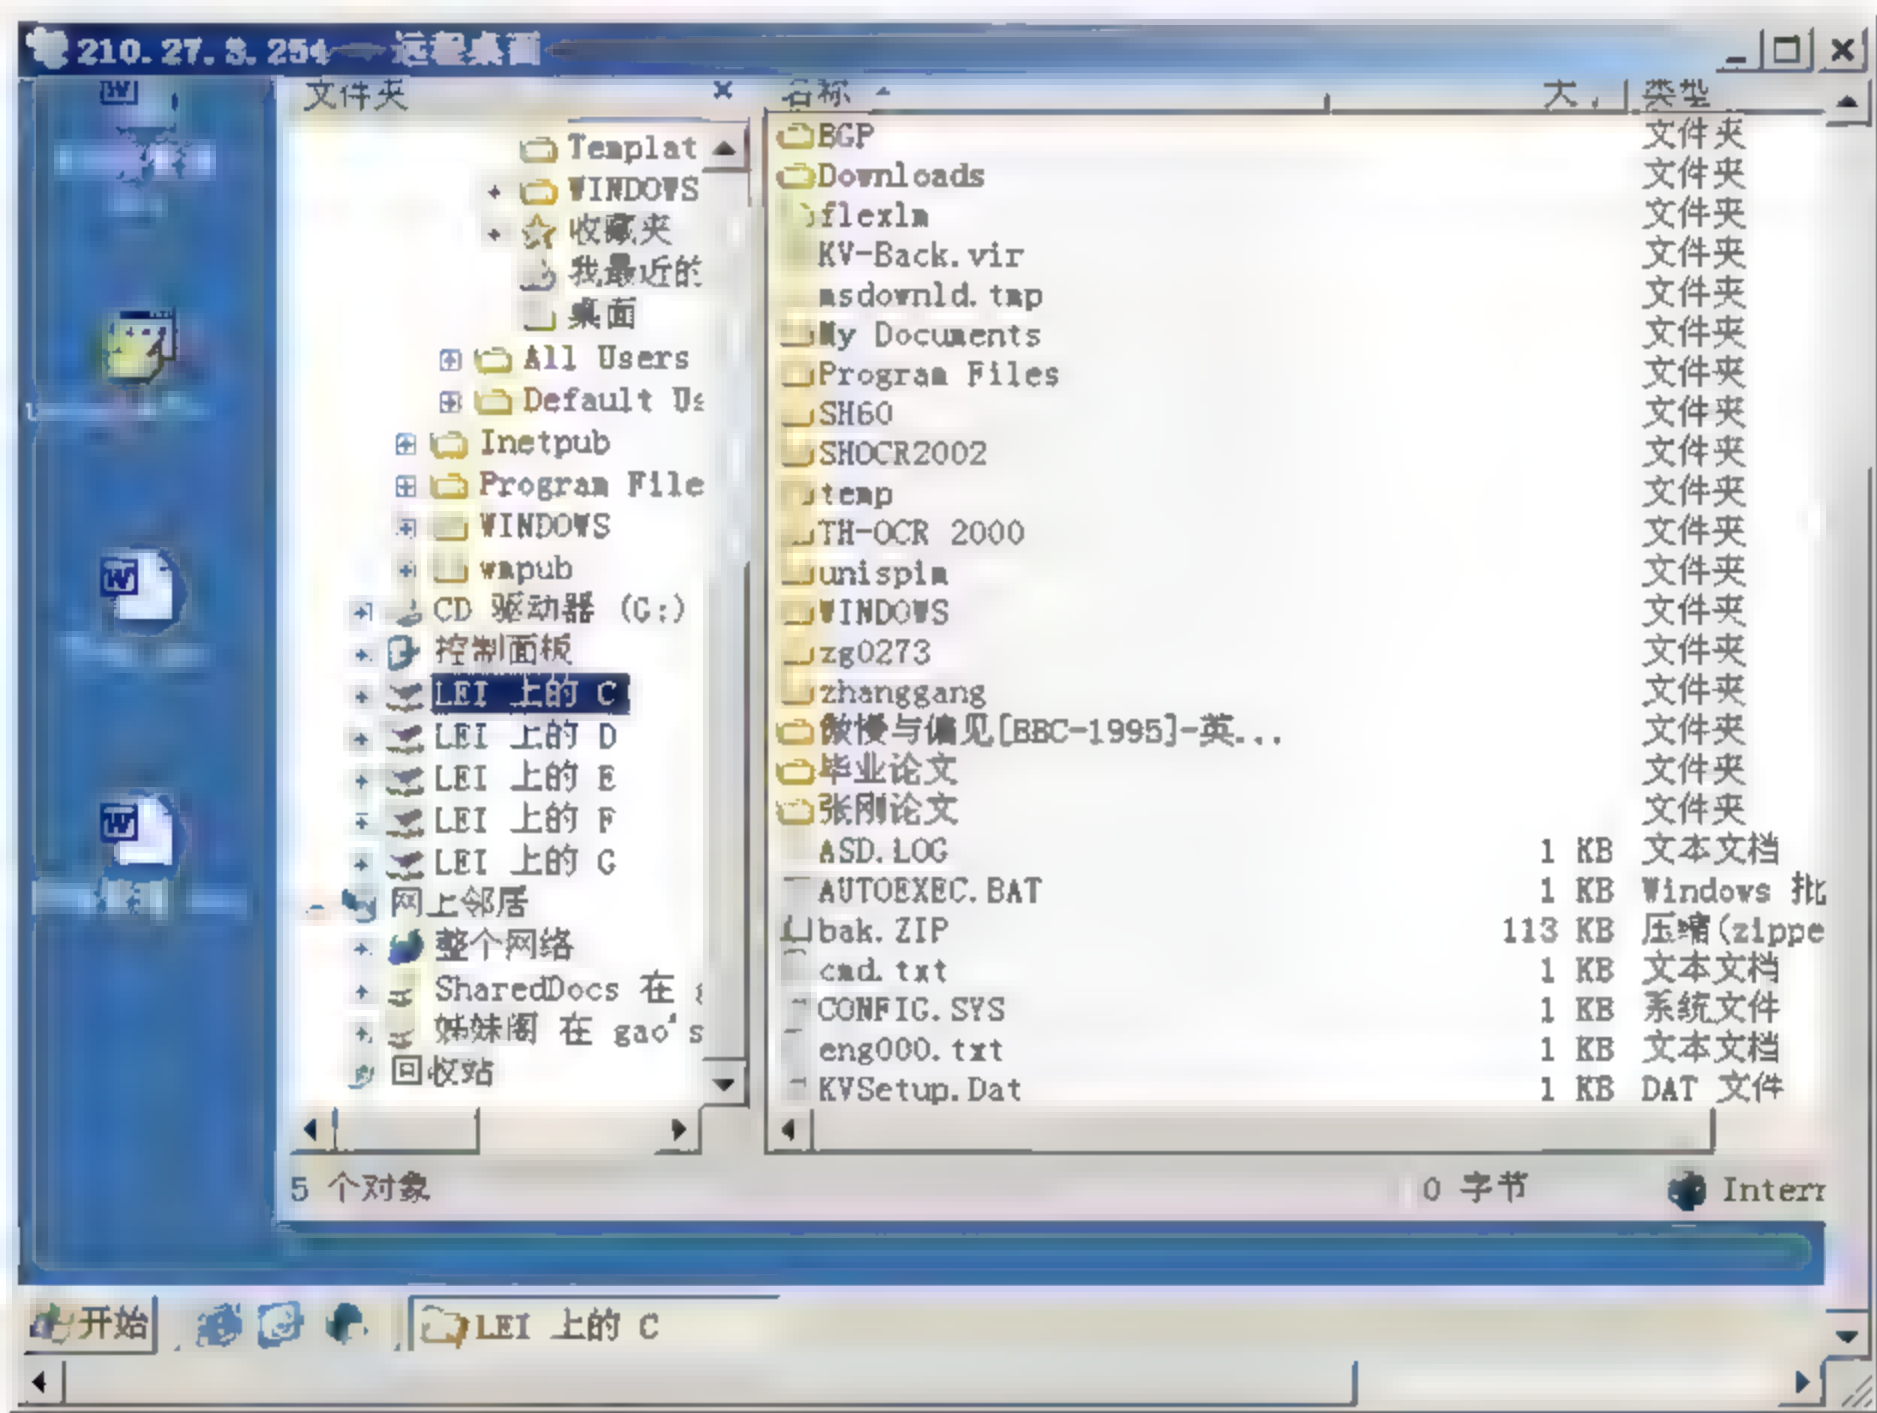 210.27.3.254 — 远程桌面
文件夹
Templat
WINDOWS
收藏夹
我最近的
桌面
All Users
Default Us
Inetpub
Program File
WINDOWS
wmpub
CD 驱动器 (G:)
控制面板
LEI 上的 C
LEI 上的 D
LEI 上的 E
LEI 上的 F
LEI 上的 G
网上邻居
整个网络
SharedDocs 在 g
姊妹阁 在 gao's
回收站
名称 大 类型
BGP 文件夹
Downloads 文件夹
flexlm 文件夹
KV-Back.vir 文件夹
msdownld.tmp 文件夹
My Documents 文件夹
Program Files 文件夹
SH60 文件夹
SHOCR2002 文件夹
temp 文件夹
TH-OCR 2000 文件夹
unispim 文件夹
WINDOWS 文件夹
zg0273 文件夹
zhanggang 文件夹
傲慢与偏见[BBC-1995]-英... 文件夹
毕业论文 文件夹
张刚论文 文件夹
ASD.LOG 1 KB 文本文档
AUTOEXEC.BAT 1 KB Windows 批
bak.ZIP 113 KB 压缩(zippe
cmd.txt 1 KB 文本文档
CONFIG.SYS 1 KB 系统文件
eng000.txt 1 KB 文本文档
KVSetup.Dat 1 KB DAT 文件
5 个对象 0 字节 Intern
开始 LEI 上的 C